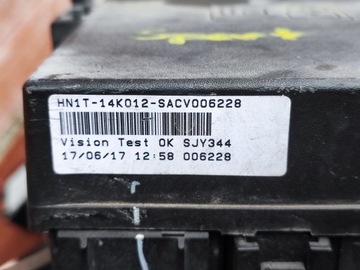 HN1T-14K012-SACV006228
Vision Test OK SJY344
17/06/17 12:58 006228